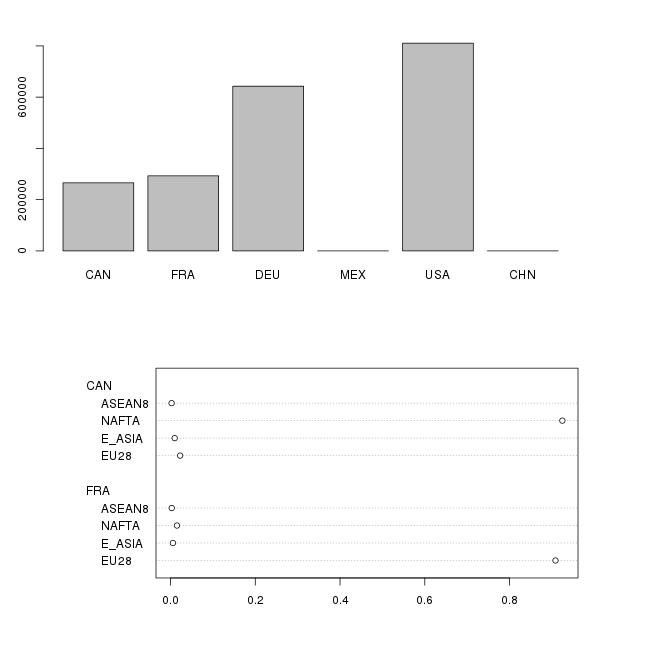 600000
200000
0
CAN FRA DEU MEX USA CHN
CAN
ASEAN8
NAFTA
E_ASIA
EU28
FRA
ASEAN8
NAFTA
E_ASIA
EU28
0.0 0.2 0.4 0.6 0.8